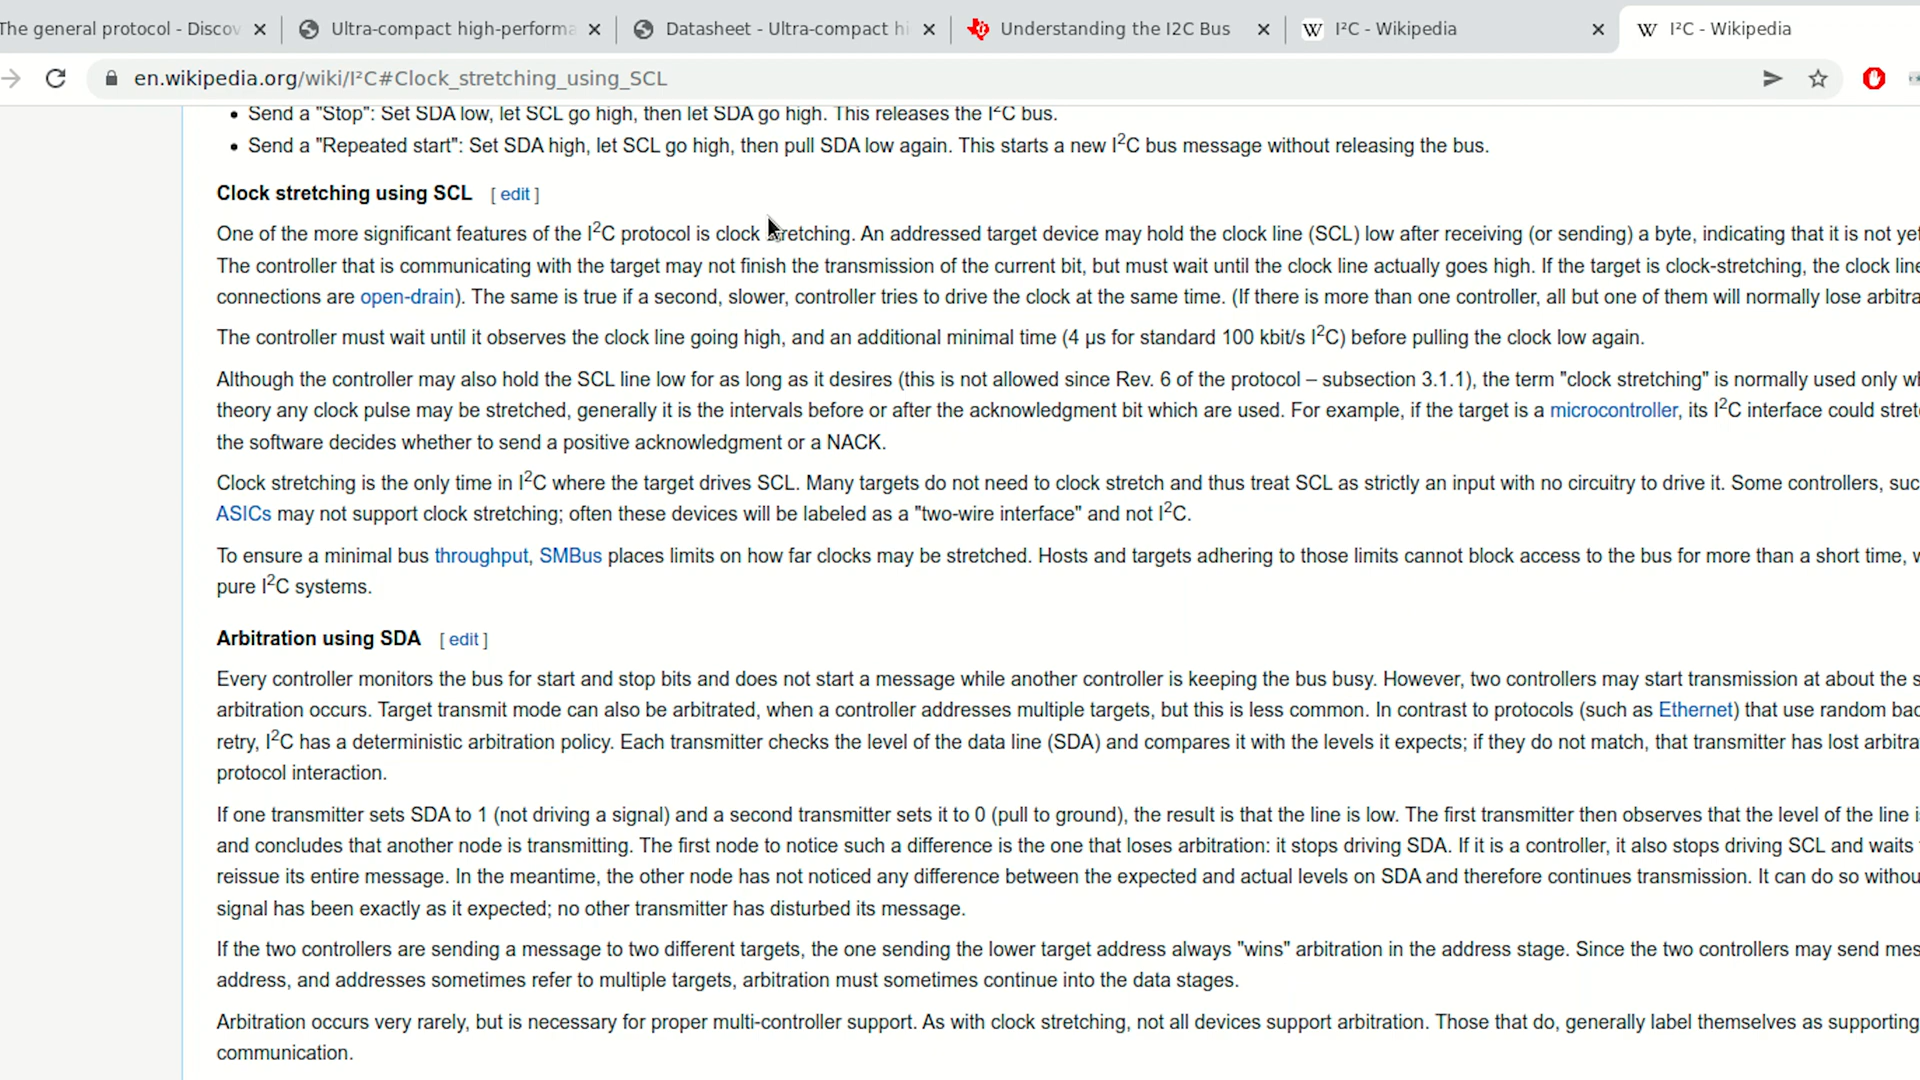 The general protocol - Discov
Ultra-compact high-performa
Datasheet - Ultra-compact hi
Understanding the I2C Bus
I²C - Wikipedia
I²C - Wikipedia
en.wikipedia.org/wiki/I²C#Clock_stretching_using_SCL
• Send a "Stop": Set SDA low, let SCL go high, then let SDA go high. This releases the I²C bus.
• Send a "Repeated start": Set SDA high, let SCL go high, then pull SDA low again. This starts a new I²C bus message without releasing the bus.
Clock stretching using SCL [ edit ]
One of the more significant features of the I²C protocol is clock stretching. An addressed target device may hold the clock line (SCL) low after receiving (or sending) a byte, indicating that it is not yet
The controller that is communicating with the target may not finish the transmission of the current bit, but must wait until the clock line actually goes high. If the target is clock-stretching, the clock line
connections are open-drain). The same is true if a second, slower, controller tries to drive the clock at the same time. (If there is more than one controller, all but one of them will normally lose arbitra
The controller must wait until it observes the clock line going high, and an additional minimal time (4 μs for standard 100 kbit/s I²C) before pulling the clock low again.
Although the controller may also hold the SCL line low for as long as it desires (this is not allowed since Rev. 6 of the protocol – subsection 3.1.1), the term "clock stretching" is normally used only wh
theory any clock pulse may be stretched, generally it is the intervals before or after the acknowledgment bit which are used. For example, if the target is a microcontroller, its I²C interface could stret
the software decides whether to send a positive acknowledgment or a NACK.
Clock stretching is the only time in I²C where the target drives SCL. Many targets do not need to clock stretch and thus treat SCL as strictly an input with no circuitry to drive it. Some controllers, suc
ASICs may not support clock stretching; often these devices will be labeled as a "two-wire interface" and not I²C.
To ensure a minimal bus throughput, SMBus places limits on how far clocks may be stretched. Hosts and targets adhering to those limits cannot block access to the bus for more than a short time, w
pure I²C systems.
Arbitration using SDA [ edit ]
Every controller monitors the bus for start and stop bits and does not start a message while another controller is keeping the bus busy. However, two controllers may start transmission at about the s
arbitration occurs. Target transmit mode can also be arbitrated, when a controller addresses multiple targets, but this is less common. In contrast to protocols (such as Ethernet) that use random bac
retry, I²C has a deterministic arbitration policy. Each transmitter checks the level of the data line (SDA) and compares it with the levels it expects; if they do not match, that transmitter has lost arbitra
protocol interaction.
If one transmitter sets SDA to 1 (not driving a signal) and a second transmitter sets it to 0 (pull to ground), the result is that the line is low. The first transmitter then observes that the level of the line i
and concludes that another node is transmitting. The first node to notice such a difference is the one that loses arbitration: it stops driving SDA. If it is a controller, it also stops driving SCL and waits
reissue its entire message. In the meantime, the other node has not noticed any difference between the expected and actual levels on SDA and therefore continues transmission. It can do so withou
signal has been exactly as it expected; no other transmitter has disturbed its message.
If the two controllers are sending a message to two different targets, the one sending the lower target address always "wins" arbitration in the address stage. Since the two controllers may send mes
address, and addresses sometimes refer to multiple targets, arbitration must sometimes continue into the data stages.
Arbitration occurs very rarely, but is necessary for proper multi-controller support. As with clock stretching, not all devices support arbitration. Those that do, generally label themselves as supporting
communication.